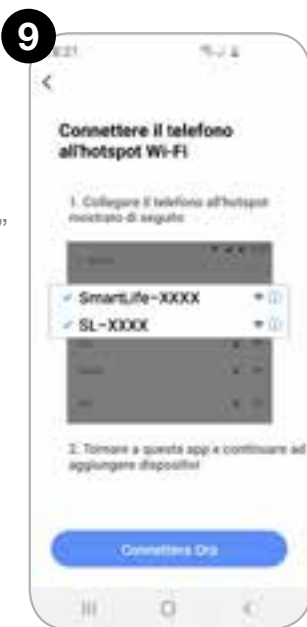 9
Connettere il telefono
all'hotspot Wi-Fi
1. Collegare il telefono all'hotspot
mostrato di seguito
SmartLife-XXXX
SL-XXXX
2. Tornare a questa app e continuare ad
aggiungere dispositivi
Connettere Ora
”